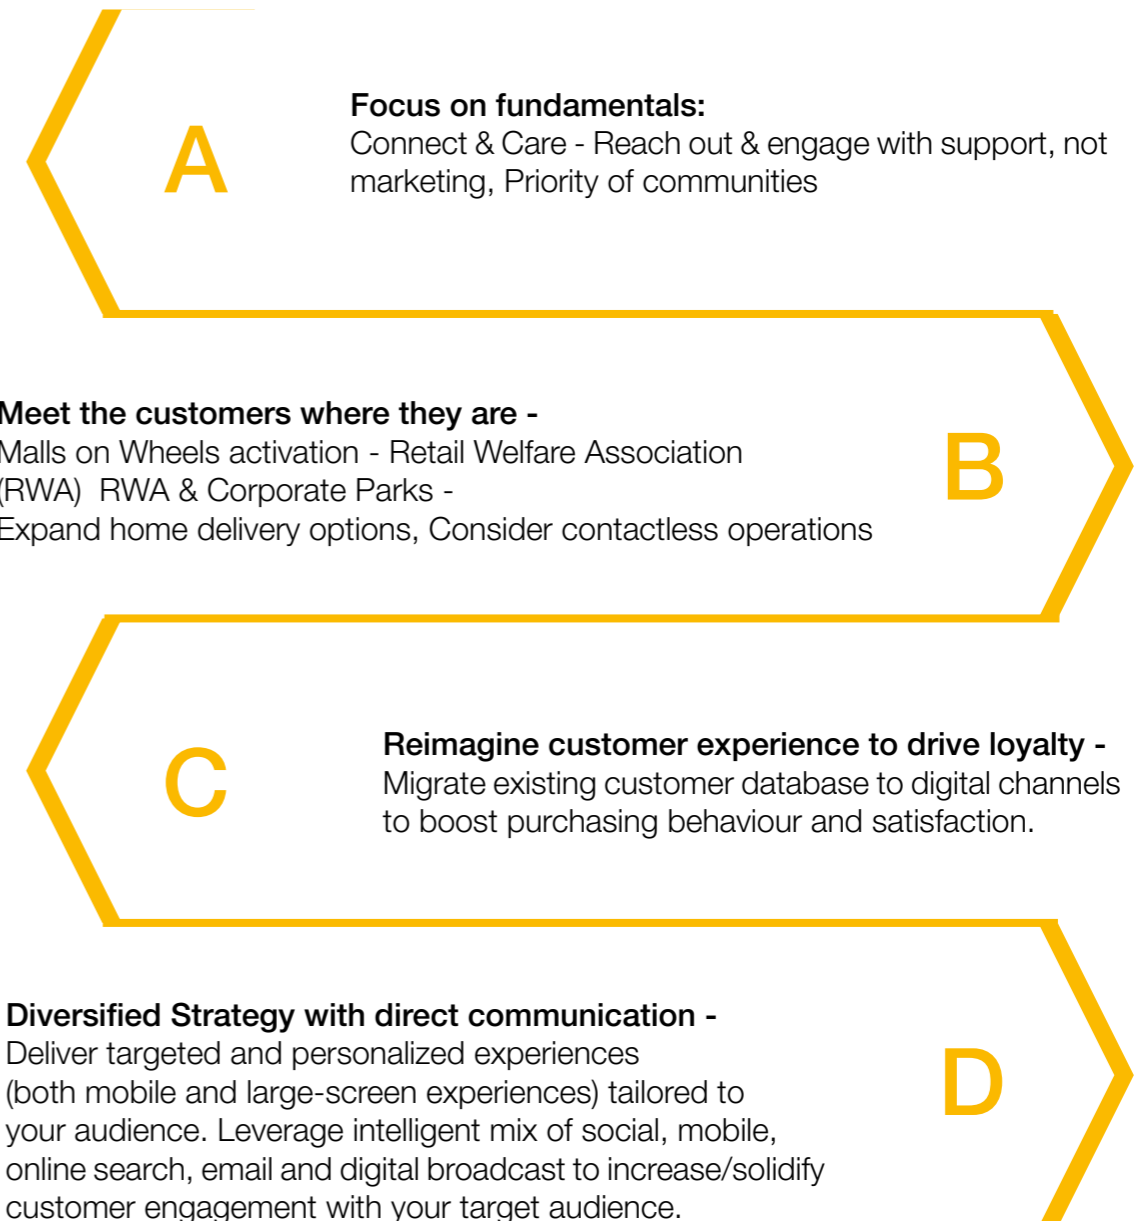 A
Focus on fundamentals:
Connect & Care - Reach out & engage with support, not
marketing, Priority of communities
Meet the customers where they are -
Malls on Wheels activation - Retail Welfare Association
(RWA)  RWA & Corporate Parks -
Expand home delivery options, Consider contactless operations
B
C
Reimagine customer experience to drive loyalty -
Migrate existing customer database to digital channels
to boost purchasing behaviour and satisfaction.
Diversified Strategy with direct communication -
Deliver targeted and personalized experiences
(both mobile and large-screen experiences) tailored to
your audience. Leverage intelligent mix of social, mobile,
online search, email and digital broadcast to increase/solidify
customer engagement with your target audience.
D